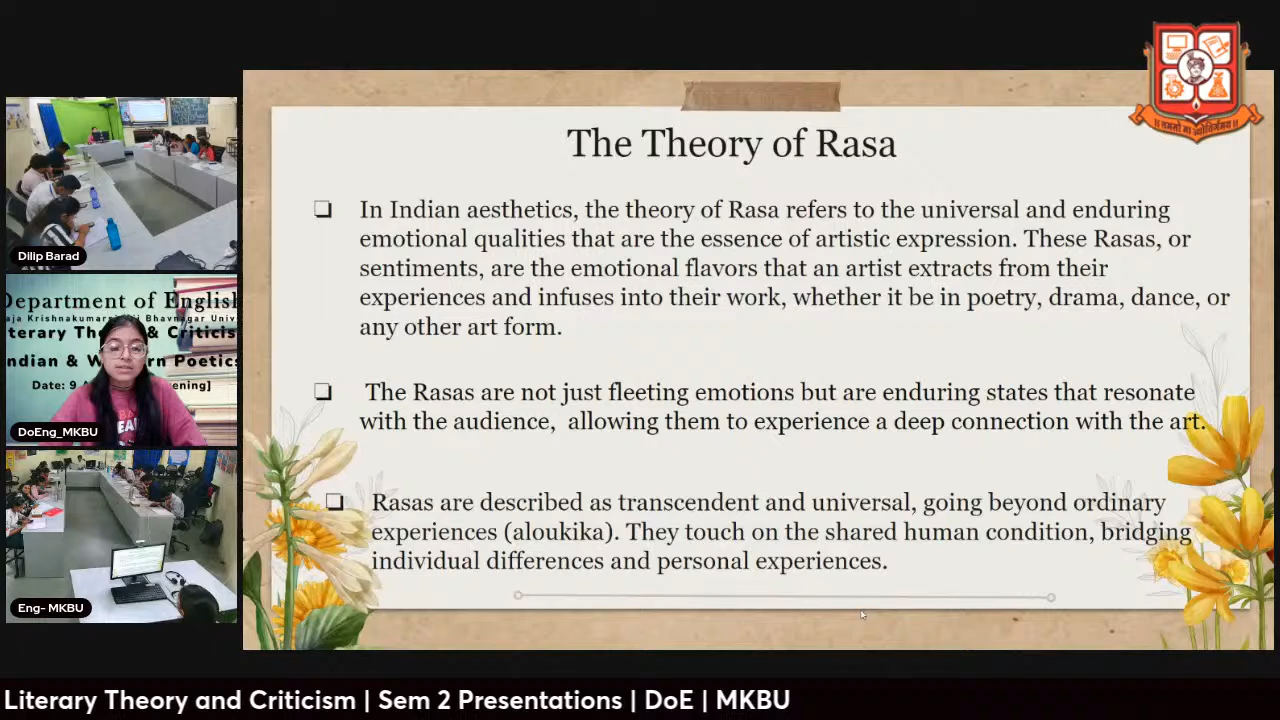 The Theory of Rasa
❑ In Indian aesthetics, the theory of Rasa refers to the universal and enduring
emotional qualities that are the essence of artistic expression. These Rasas, or
sentiments, are the emotional flavors that an artist extracts from their
experiences and infuses into their work, whether it be in poetry, drama, dance, or
any other art form.
❑ The Rasas are not just fleeting emotions but are enduring states that resonate
with the audience, allowing them to experience a deep connection with the art.
❑ Rasas are described as transcendent and universal, going beyond ordinary
experiences (aloukika). They touch on the shared human condition, bridging
individual differences and personal experiences.
Dilip Barad
Department of English
Krishnakumar Bhavnagar Univ
terary Th & Criticis
ndian & W rn Poetics
Date: 9 ening]
DoEng_MKBU
Eng- MKBU
Literary Theory and Criticism | Sem 2 Presentations | DoE | MKBU